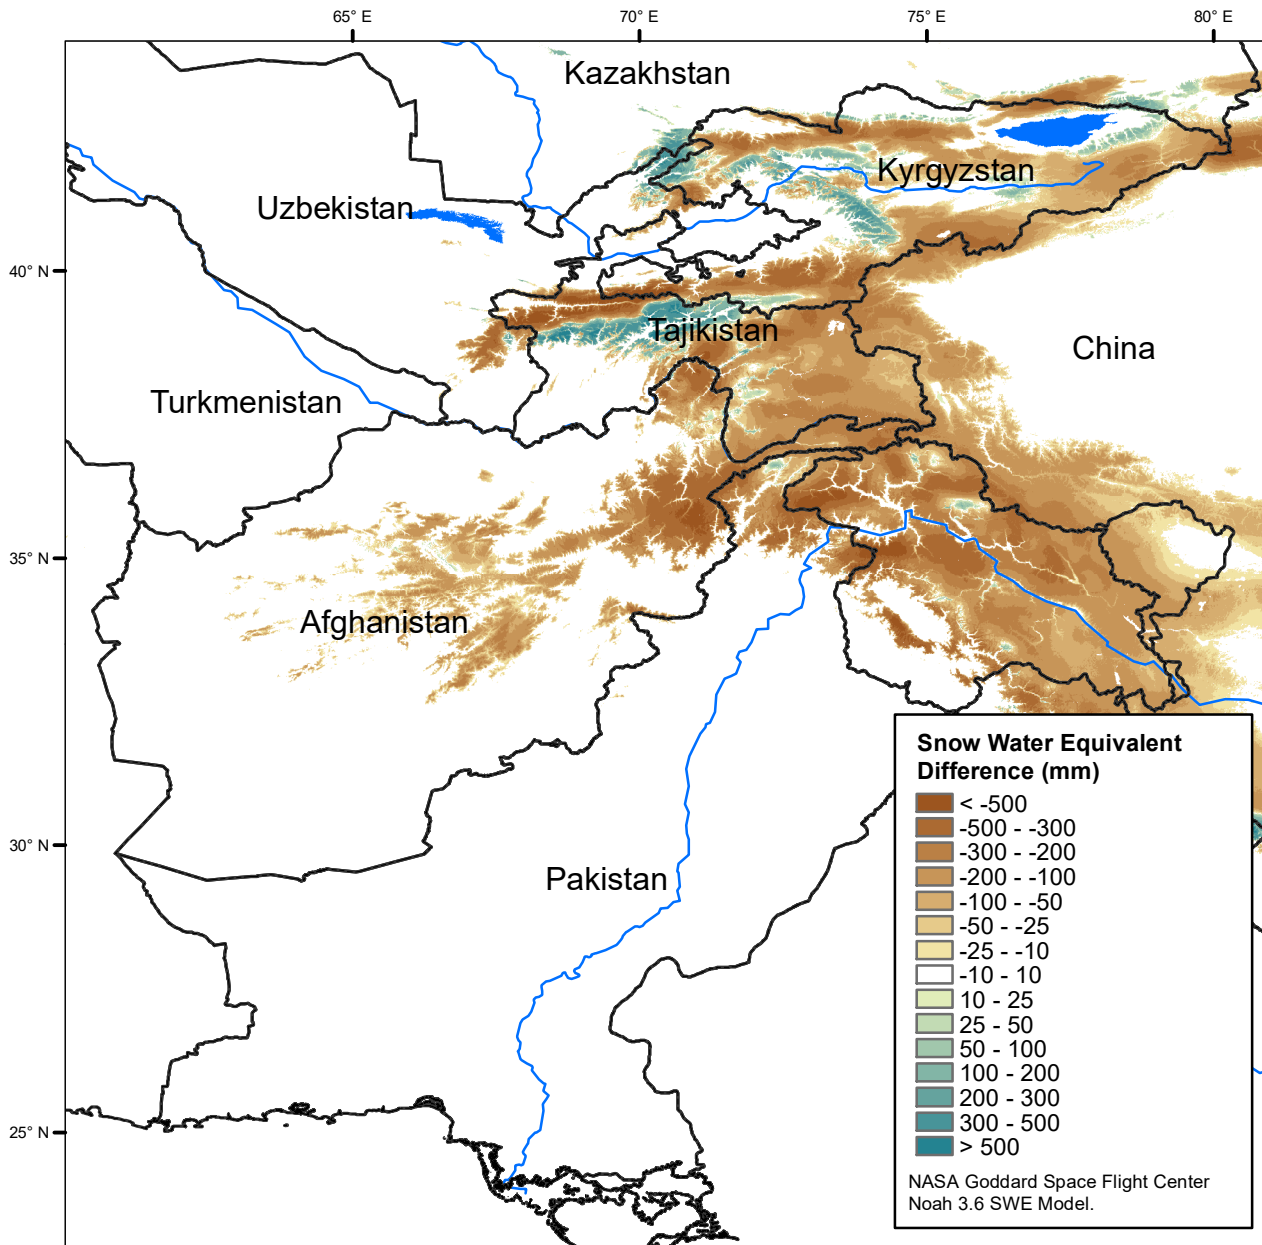 65° E
70° E
75° E
80° E
Kazakhstan
Kyrgyzstan
Uzbekistan
40° N
Tajikistan
China
Turkmenistan
35° N
Afghanistan
30° N
Pakistan
25° N
Snow Water Equivalent
Difference (mm)
< -500
-500 - -300
-300 - -200
-200 - -100
-100 - -50
-50 - -25
-25 - -10
-10 - 10
10 - 25
25 - 50
50 - 100
100 - 200
200 - 300
300 - 500
> 500
NASA Goddard Space Flight Center
Noah 3.6 SWE Model.